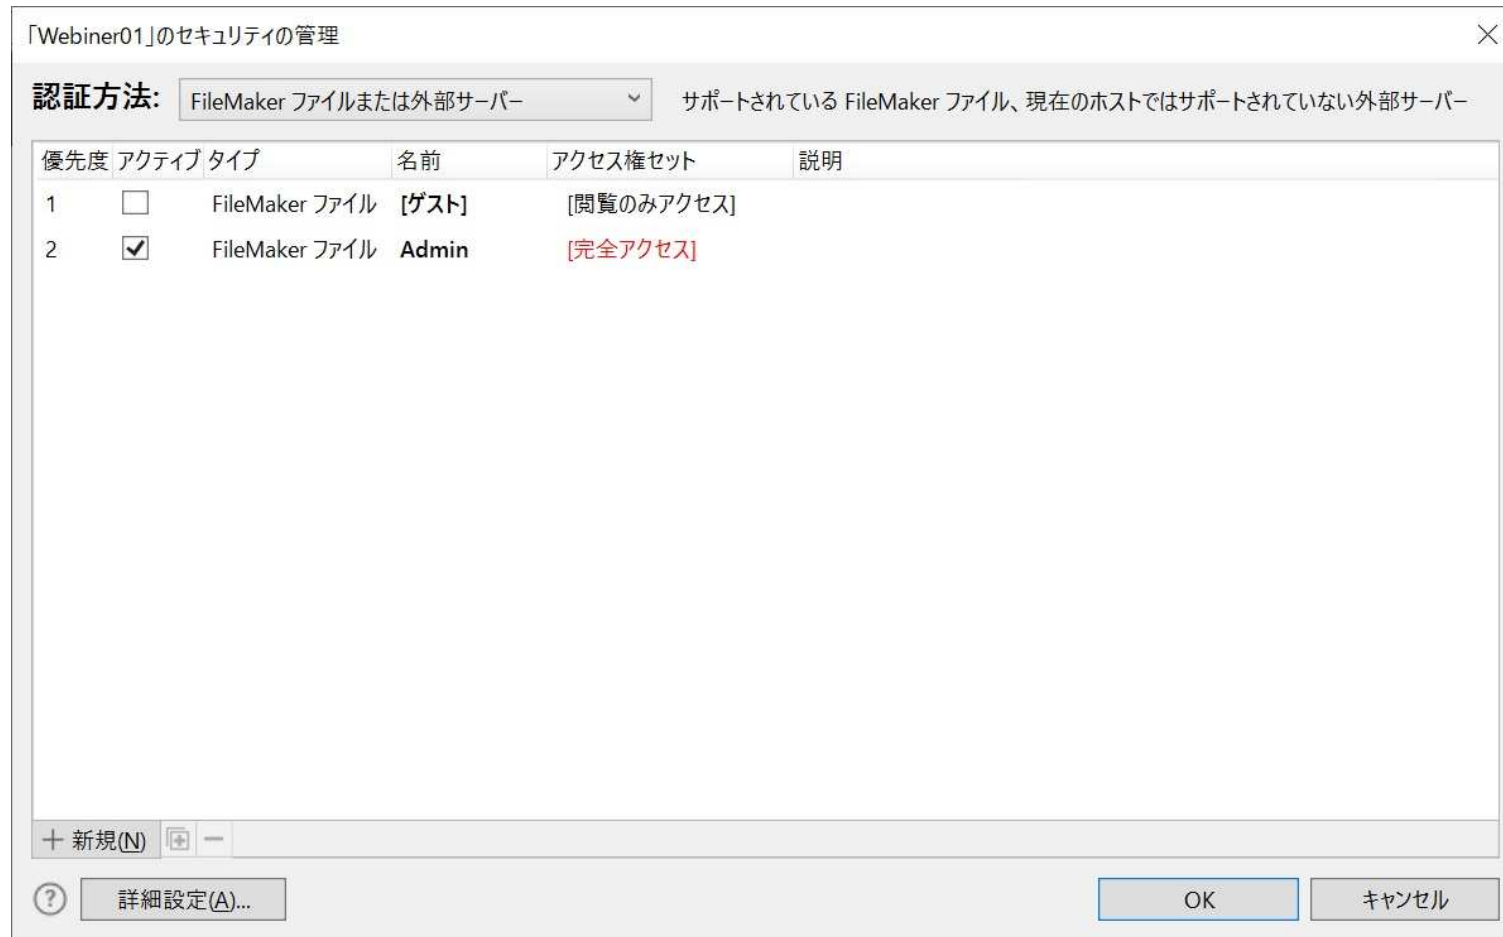 「Webiner01」のセキュリティの管理
認証方法: FileMaker ファイルまたは外部サーバー サポートされている FileMaker ファイル、現在のホストではサポートされていない外部サーバー
優先度 アクティブ タイプ 名前 アクセス権セット 説明
1 FileMaker ファイル [ゲスト] [閲覧のみアクセス]
2 FileMaker ファイル Admin [完全アクセス]
新規(N)
? 詳細設定(A)... OK キャンセル